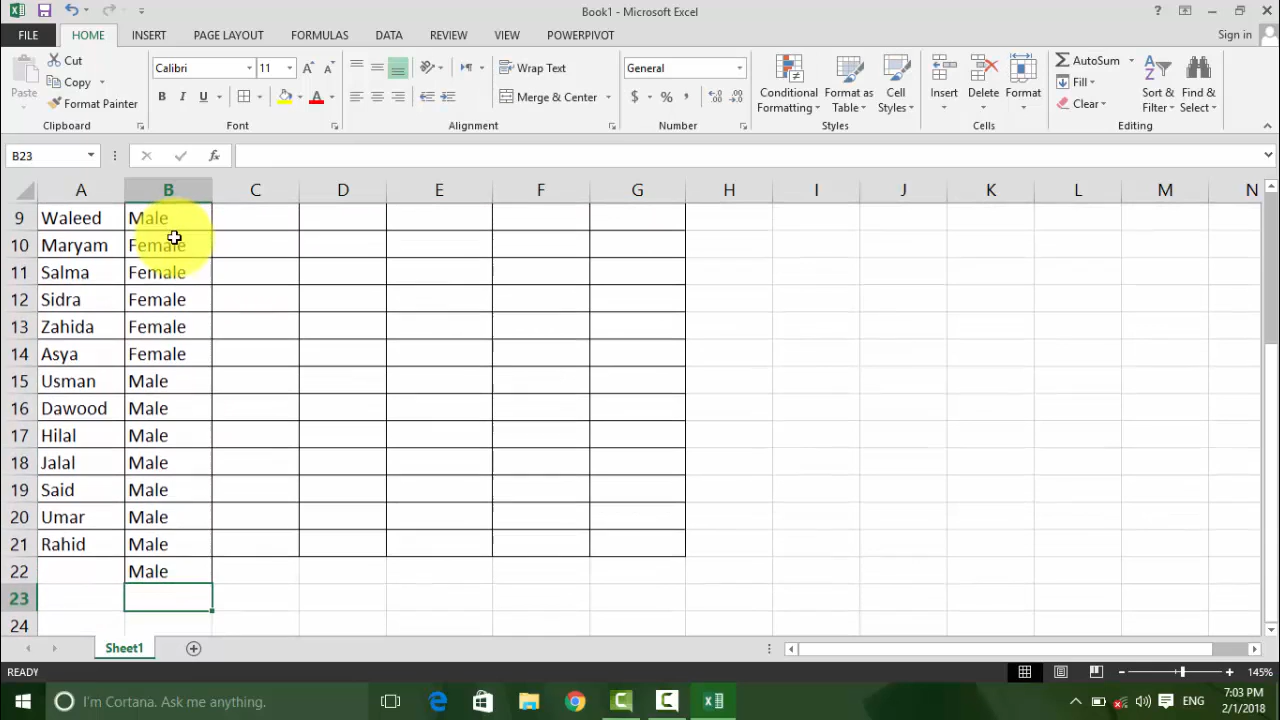 Book1 - Microsoft Excel
?
FILE HOME INSERT PAGE LAYOUT FORMULAS DATA REVIEW VIEW POWERPIVOT Sign in
Paste Cut
Copy
Format Painter
Clipboard
Calibri 11
B I U A
Font
Wrap Text
Merge & Center
Alignment
General
$ % ,
Number
Conditional Formatting
Format as Table
Cell Styles
Styles
Insert Delete Format
Cells
AutoSum
Fill
Clear
Sort & Filter
Find & Select
Editing
B23 fx
A B C D E F G H I J K L M N
9 Waleed Male
10 Maryam Female
11 Salma Female
12 Sidra Female
13 Zahida Female
14 Asya Female
15 Usman Male
16 Dawood Male
17 Hilal Male
18 Jalal Male
19 Said Male
20 Umar Male
21 Rahid Male
22 Male
23
24
Sheet1
READY 145%
I'm Cortana. Ask me anything. ENG 7:03 PM
2/1/2018